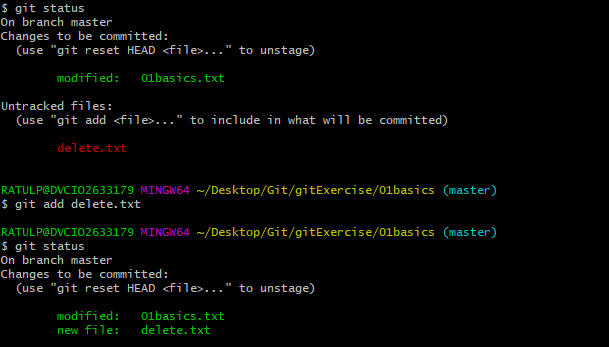 $ git status
On branch master
Changes to be committed:
  (use "git reset HEAD <file>..." to unstage)
        modified:   01basics.txt
Untracked files:
  (use "git add <file>..." to include in what will be committed)
        delete.txt
RATULP@DVCIO2633179 MINGW64 ~/Desktop/Git/gitExercise/01basics (master)
$ git add delete.txt
RATULP@DVCIO2633179 MINGW64 ~/Desktop/Git/gitExercise/01basics (master)
$ git status
On branch master
Changes to be committed:
  (use "git reset HEAD <file>..." to unstage)
        modified:   01basics.txt
        new file:   delete.txt